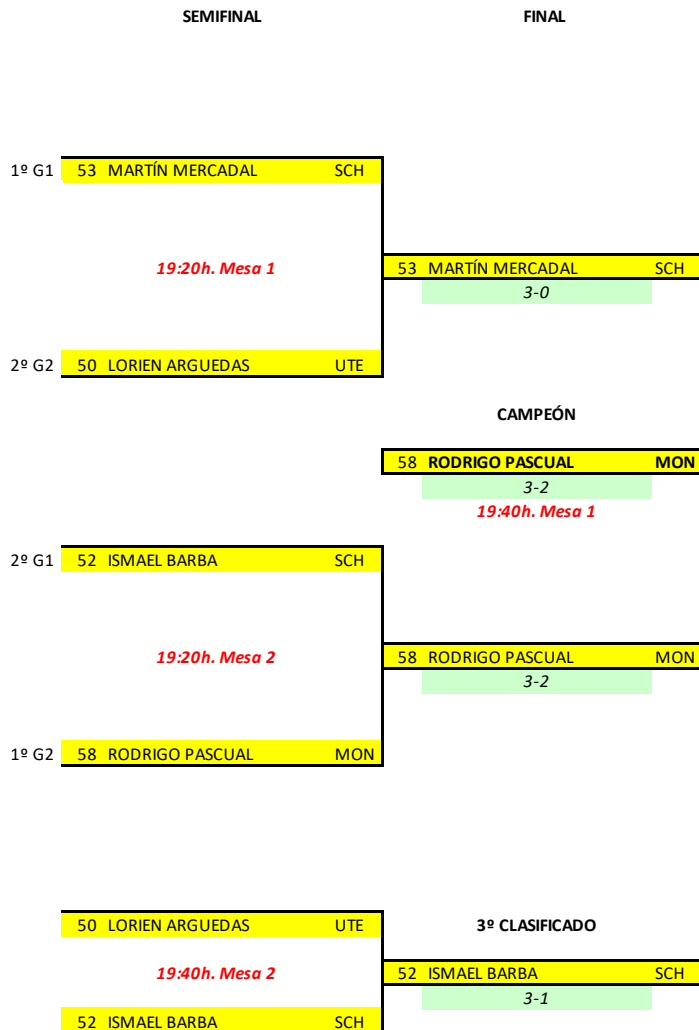 SEMIFINAL FINAL
1º G1 53 MARTÍN MERCADAL SCH
19:20h. Mesa 1 53 MARTÍN MERCADAL SCH
3-0
2º G2 50 LORIEN ARGUEDAS UTE
CAMPEÓN
58 RODRIGO PASCUAL MON
3-2
19:40h. Mesa 1
2º G1 52 ISMAEL BARBA SCH
19:20h. Mesa 2 58 RODRIGO PASCUAL MON
3-2
1º G2 58 RODRIGO PASCUAL MON
50 LORIEN ARGUEDAS UTE 3º CLASIFICADO
19:40h. Mesa 2 52 ISMAEL BARBA SCH
3-1
52 ISMAEL BARBA SCH